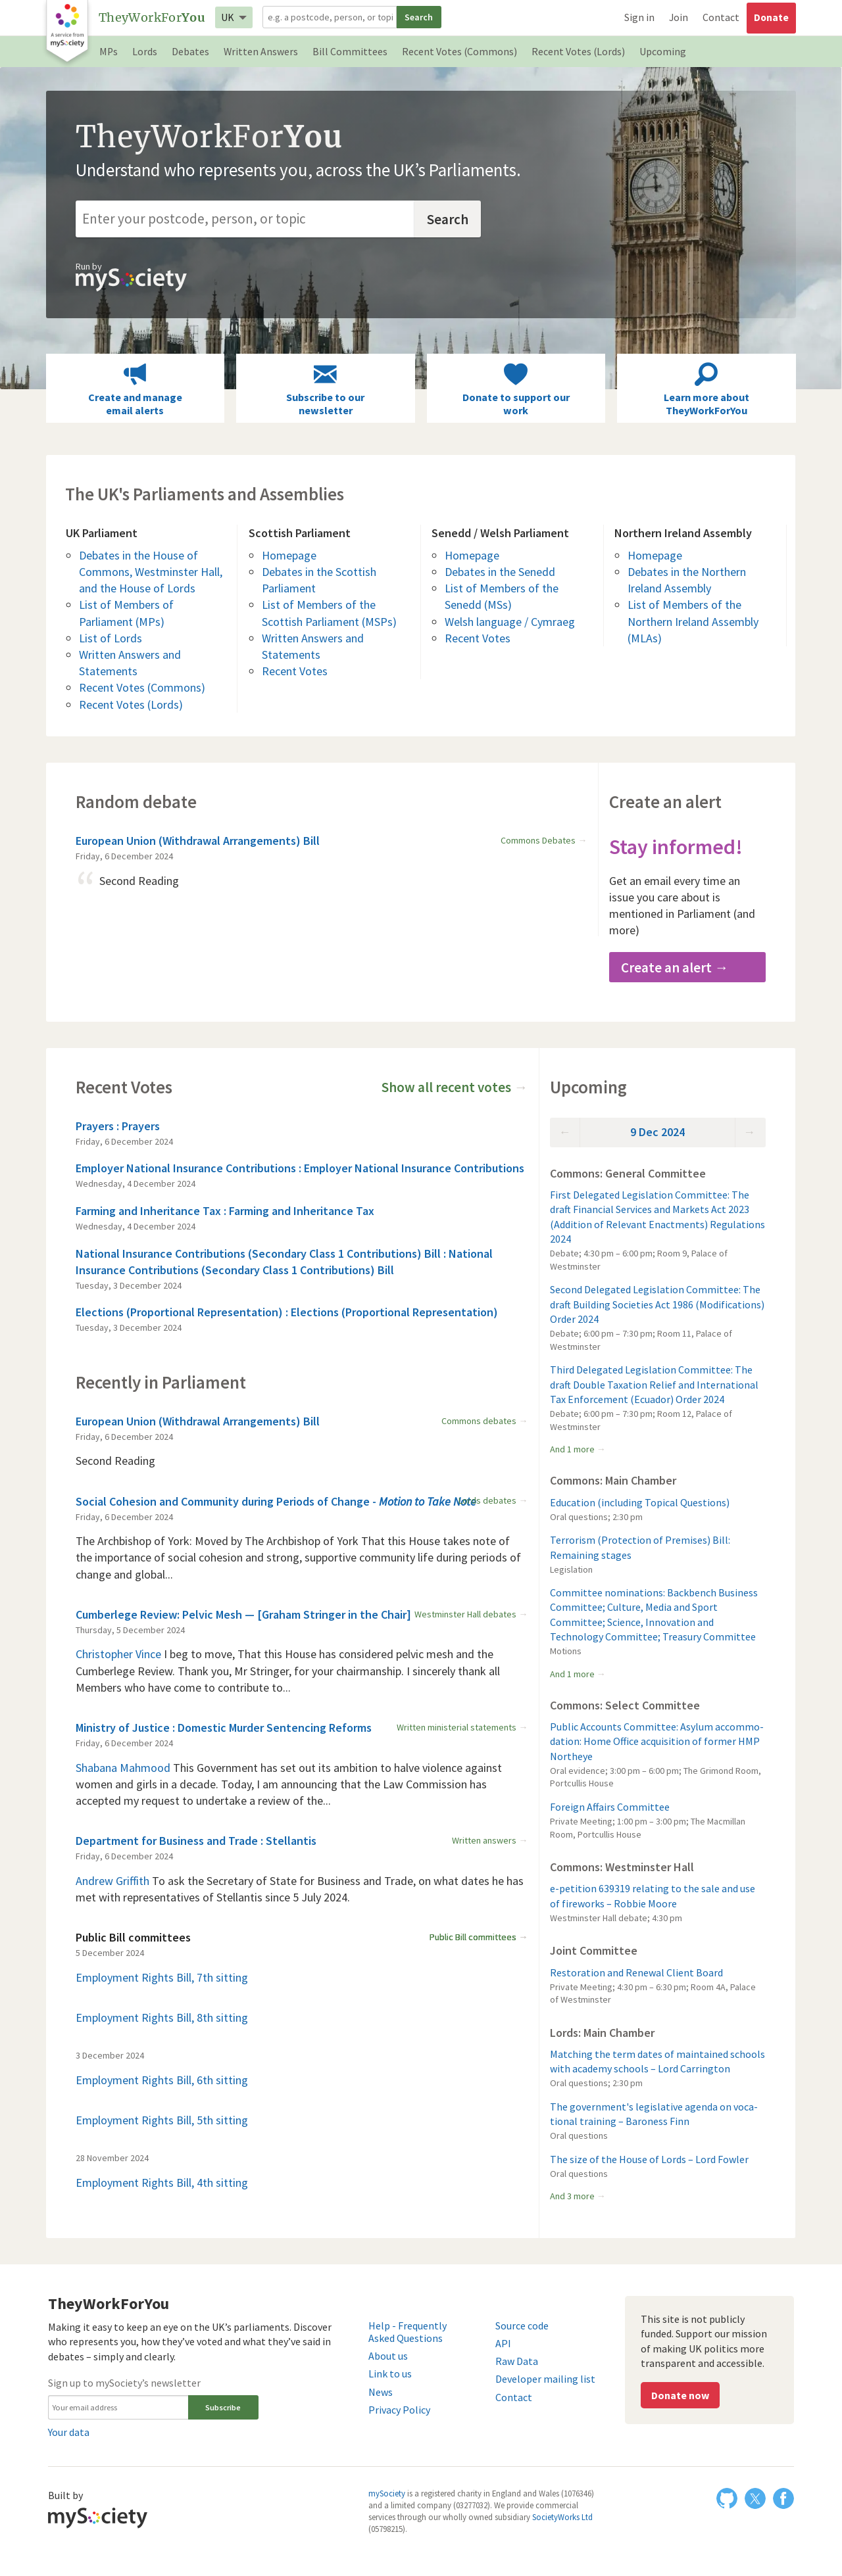 A service from
mySociety
TheyWorkForYou
UK
e.g. a postcode, person, or topi
Search
Sign in
Join
Contact
Donate
MPs
Lords
Debates
Written Answers
Bill Committees
Recent Votes (Commons)
Recent Votes (Lords)
Upcoming
TheyWorkForYou
Understand who represents you, across the UK’s Parliaments.
Enter your postcode, person, or topic
Search
Run by
mySociety
Create and manage
email alerts
Subscribe to our
newsletter
Donate to support our
work
Learn more about
TheyWorkForYou
The UK's Parliaments and Assemblies
UK Parliament
Debates in the House of
Commons, Westminster Hall,
and the House of Lords
List of Members of
Parliament (MPs)
List of Lords
Written Answers and
Statements
Recent Votes (Commons)
Recent Votes (Lords)
Scottish Parliament
Homepage
Debates in the Scottish
Parliament
List of Members of the
Scottish Parliament (MSPs)
Written Answers and
Statements
Recent Votes
Senedd / Welsh Parliament
Homepage
Debates in the Senedd
List of Members of the
Senedd (MSs)
Welsh language / Cymraeg
Recent Votes
Northern Ireland Assembly
Homepage
Debates in the Northern
Ireland Assembly
List of Members of the
Northern Ireland Assembly
(MLAs)
Random debate
European Union (Withdrawal Arrangements) Bill
Commons Debates →
Friday, 6 December 2024
“ Second Reading
Create an alert
Stay informed!
Get an email every time an
issue you care about is
mentioned in Parliament (and
more)
Create an alert →
Recent Votes
Show all recent votes →
Prayers : Prayers
Friday, 6 December 2024
Employer National Insurance Contributions : Employer National Insurance Contributions
Wednesday, 4 December 2024
Farming and Inheritance Tax : Farming and Inheritance Tax
Wednesday, 4 December 2024
National Insurance Contributions (Secondary Class 1 Contributions) Bill : National
Insurance Contributions (Secondary Class 1 Contributions) Bill
Tuesday, 3 December 2024
Elections (Proportional Representation) : Elections (Proportional Representation)
Tuesday, 3 December 2024
Recently in Parliament
European Union (Withdrawal Arrangements) Bill
Commons debates →
Friday, 6 December 2024
Second Reading
Social Cohesion and Community during Periods of Change - Motion to Take Note
debates →
Friday, 6 December 2024
The Archbishop of York: Moved by The Archbishop of York That this House takes note of
the importance of social cohesion and strong, supportive community life during periods of
change and global...
Cumberlege Review: Pelvic Mesh — [Graham Stringer in the Chair]
Westminster Hall debates →
Thursday, 5 December 2024
Christopher Vince I beg to move, That this House has considered pelvic mesh and the
Cumberlege Review. Thank you, Mr Stringer, for your chairmanship. I sincerely thank all
Members who have come to contribute to...
Ministry of Justice : Domestic Murder Sentencing Reforms
Written ministerial statements →
Friday, 6 December 2024
Shabana Mahmood This Government has set out its ambition to halve violence against
women and girls in a decade. Today, I am announcing that the Law Commission has
accepted my request to undertake a review of the...
Department for Business and Trade : Stellantis
Written answers →
Friday, 6 December 2024
Andrew Griffith To ask the Secretary of State for Business and Trade, on what dates he has
met with representatives of Stellantis since 5 July 2024.
Public Bill committees
Public Bill committees →
5 December 2024
Employment Rights Bill, 7th sitting
Employment Rights Bill, 8th sitting
3 December 2024
Employment Rights Bill, 6th sitting
Employment Rights Bill, 5th sitting
28 November 2024
Employment Rights Bill, 4th sitting
Upcoming
← 9 Dec 2024 →
Commons: General Committee
First Delegated Legislation Committee: The
draft Financial Services and Markets Act 2023
(Addition of Relevant Enactments) Regulations
2024
Debate; 4:30 pm – 6:00 pm; Room 9, Palace of
Westminster
Second Delegated Legislation Committee: The
draft Building Societies Act 1986 (Modifications)
Order 2024
Debate; 6:00 pm – 7:30 pm; Room 11, Palace of
Westminster
Third Delegated Legislation Committee: The
draft Double Taxation Relief and International
Tax Enforcement (Ecuador) Order 2024
Debate; 6:00 pm – 7:30 pm; Room 12, Palace of
Westminster
And 1 more →
Commons: Main Chamber
Education (including Topical Questions)
Oral questions; 2:30 pm
Terrorism (Protection of Premises) Bill:
Remaining stages
Legislation
Committee nominations: Backbench Business
Committee; Culture, Media and Sport
Committee; Science, Innovation and
Technology Committee; Treasury Committee
Motions
And 1 more →
Commons: Select Committee
Public Accounts Committee: Asylum accommo-
dation: Home Office acquisition of former HMP
Northeye
Oral evidence; 3:00 pm – 6:00 pm; The Grimond Room,
Portcullis House
Foreign Affairs Committee
Private Meeting; 1:00 pm – 3:00 pm; The Macmillan
Room, Portcullis House
Commons: Westminster Hall
e-petition 639319 relating to the sale and use
of fireworks – Robbie Moore
Westminster Hall debate; 4:30 pm
Joint Committee
Restoration and Renewal Client Board
Private Meeting; 4:30 pm – 6:30 pm; Room 4A, Palace
of Westminster
Lords: Main Chamber
Matching the term dates of maintained schools
with academy schools – Lord Carrington
Oral questions; 2:30 pm
The government's legislative agenda on voca-
tional training – Baroness Finn
Oral questions
The size of the House of Lords – Lord Fowler
Oral questions
And 3 more →
TheyWorkForYou
Making it easy to keep an eye on the UK’s parliaments. Discover
who represents you, how they’ve voted and what they’ve said in
debates – simply and clearly.
Sign up to mySociety’s newsletter
Your email address
Subscribe
Your data
Help - Frequently
Asked Questions
About us
Link to us
News
Privacy Policy
Source code
API
Raw Data
Developer mailing list
Contact
This site is not publicly
funded. Support our mission
of making UK politics more
transparent and accessible.
Donate now
Built by
mySociety
mySociety is a registered charity in England and Wales (1076346)
and a limited company (03277032). We provide commercial
services through our wholly owned subsidiary SocietyWorks Ltd
(05798215).